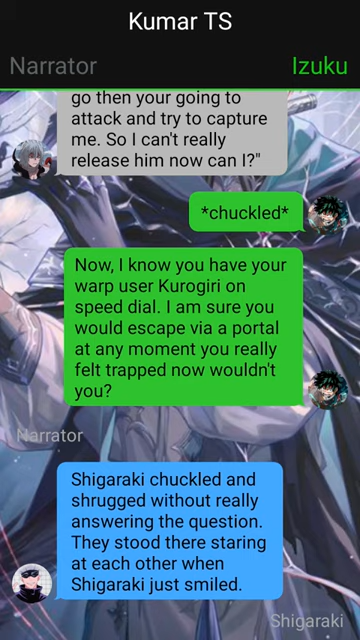 Kumar TS
Narrator Izuku
go then your going to
attack and try to capture
me. So I can't really
release him now can I?"
*chuckled*
Now, I know you have your
warp user Kurogiri on
speed dial. I am sure you
would escape via a portal
at any moment you really
felt trapped now wouldn't
you?
Narrator
Shigaraki chuckled and
shrugged without really
answering the question.
They stood there staring
at each other when
Shigaraki just smiled.
Shigaraki